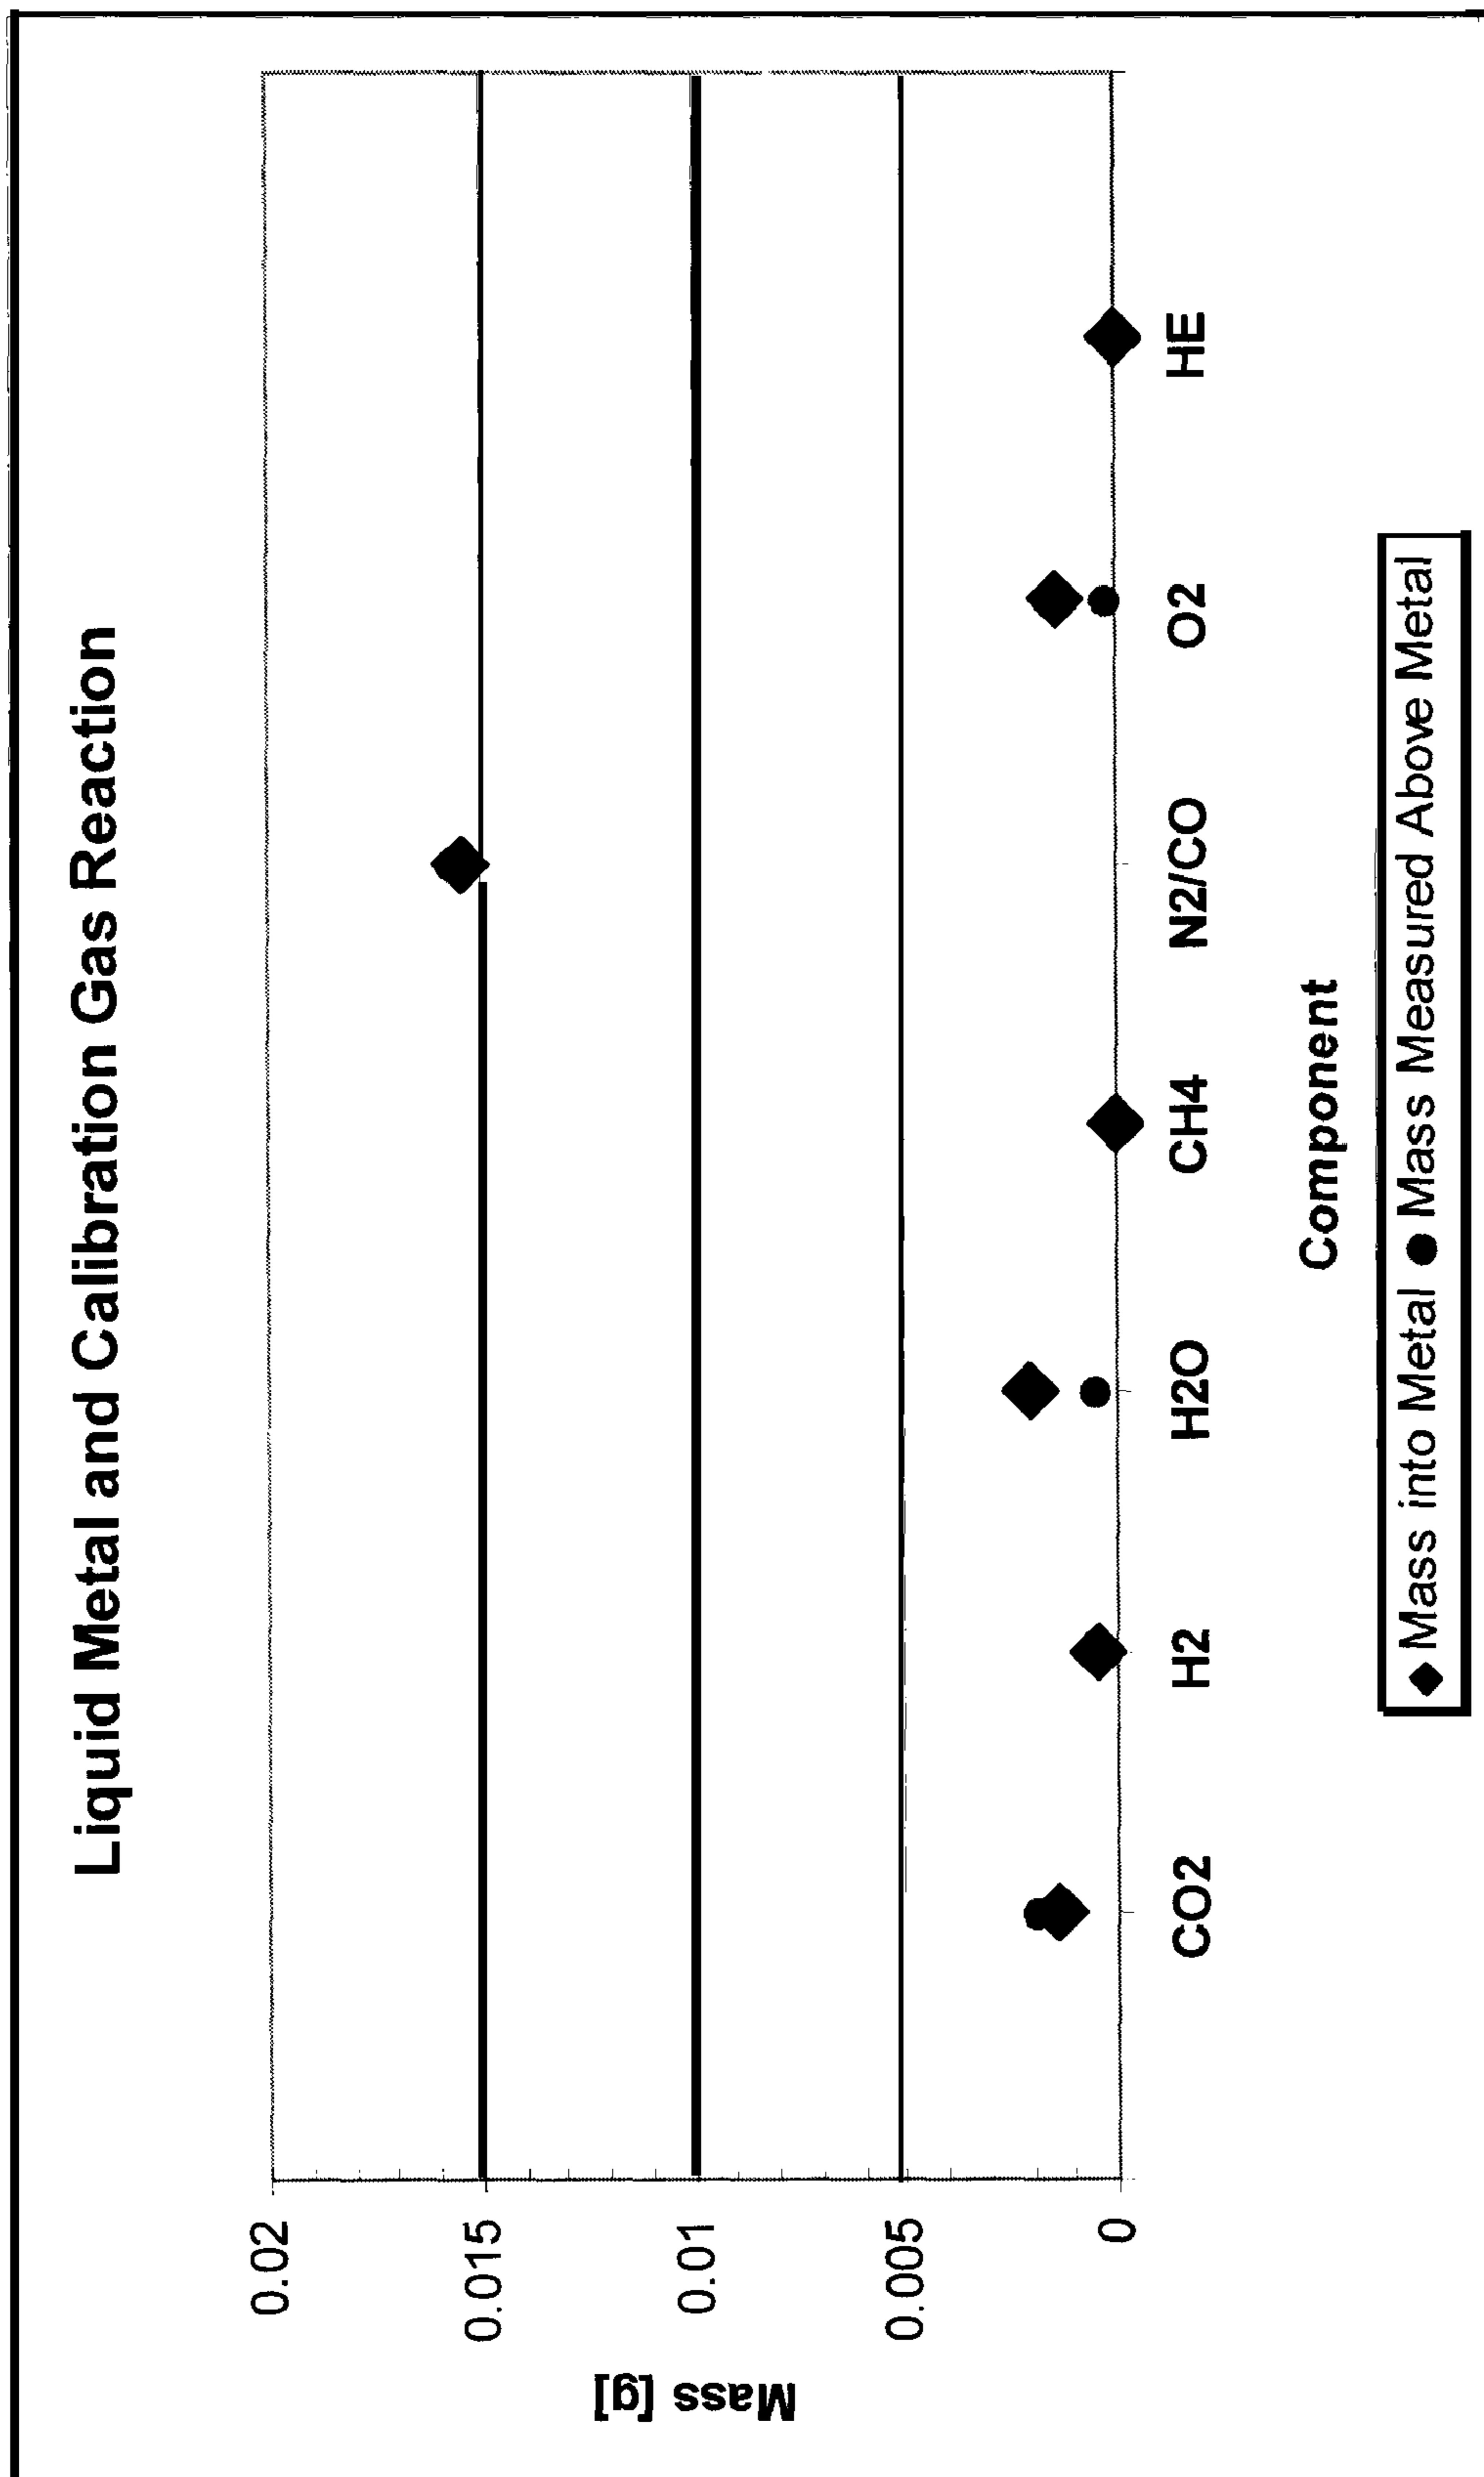 Liquid Metal and Calibration Gas Reaction
Mass [g]
0.02
0.015
0.01
0.005
0
CO2 H2 H2O CH4 N2/CO O2 HE
Component
Mass into Metal Mass Measured Above Metal